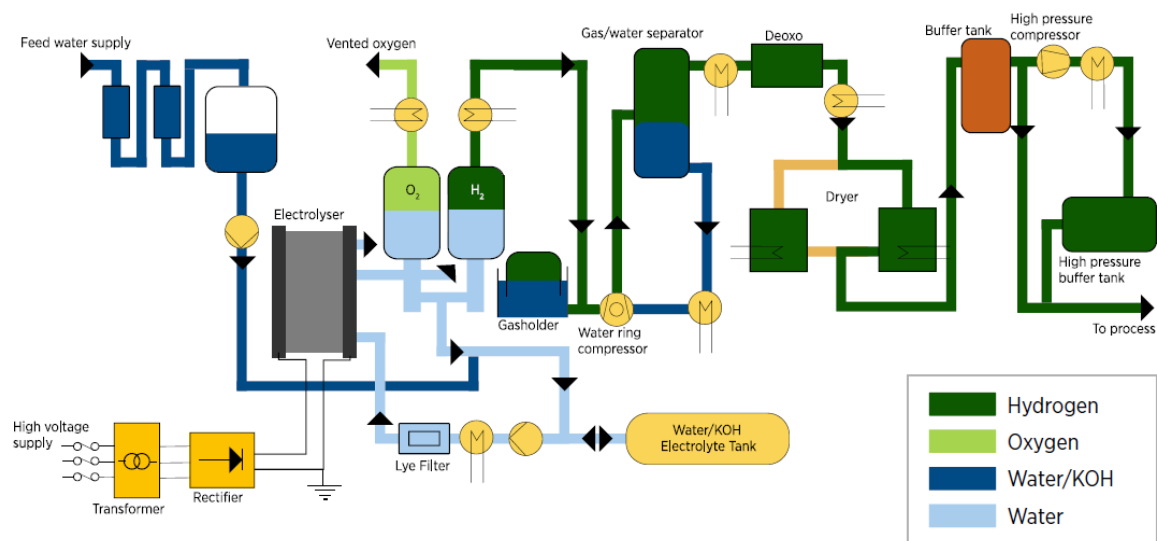 Feed water supply
Vented oxygen
Gas/water separator
Deoxo
Buffer tank
High pressure
compressor
O₂
H₂
Electrolyser
Dryer
Gasholder
Water ring
compressor
High pressure
buffer tank
To process
High voltage
supply
Transformer
Rectifier
Lye Filter
Water/KOH
Electrolyte Tank
Hydrogen
Oxygen
Water/KOH
Water